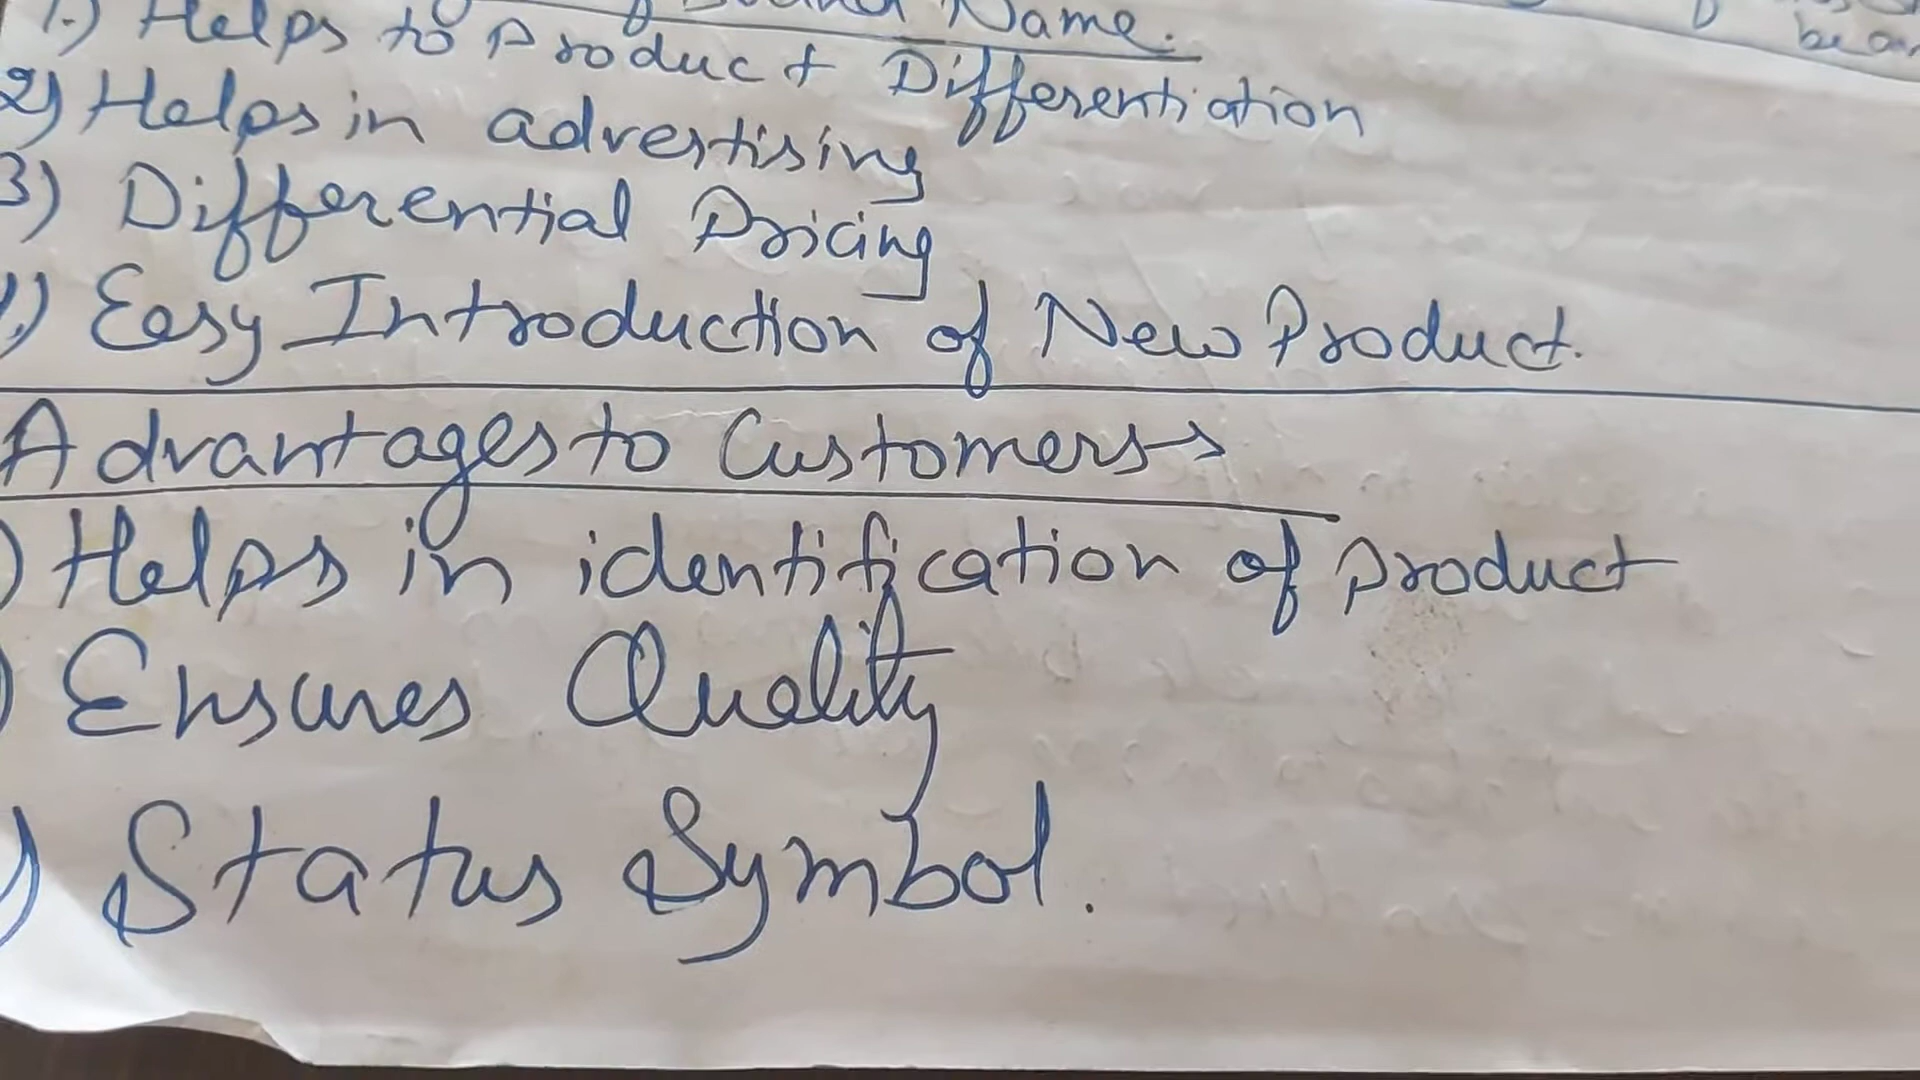 Brand Name.
1.) Helps to Product Differentiation
2) Helps in advertising
3) Differential Pricing
) Easy Introduction of New Product.
Advantages to Customers→
) Helps in identification of product
) Ensures Quality
) Status Symbol.